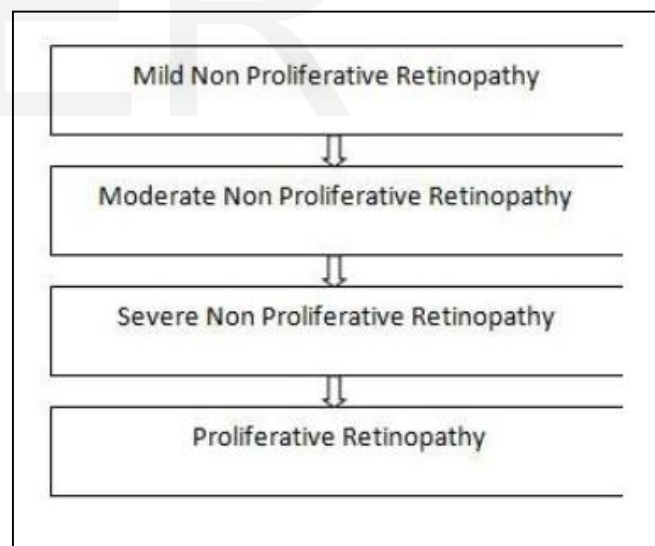 Mild Non Proliferative Retinopathy
Moderate Non Proliferative Retinopathy
Severe Non Proliferative Retinopathy
Proliferative Retinopathy